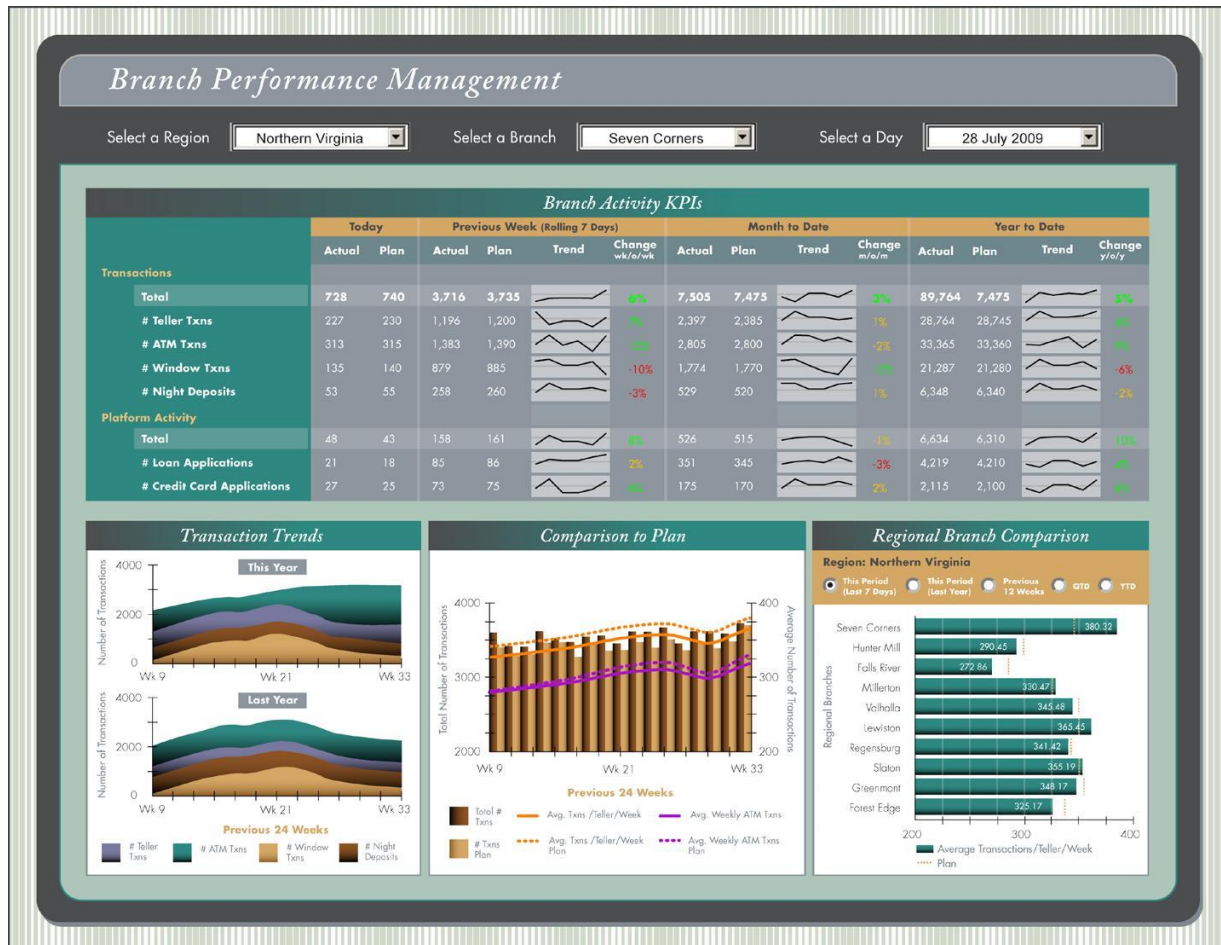 Branch Performance Management
Select a Region Northern Virginia Select a Branch Seven Corners Select a Day 28 July 2009
Branch Activity KPIs
Today Previous Week (Rolling 7 Days) Month to Date Year to Date
Actual Plan Actual Plan Trend Change wk/o/wk Actual Plan Trend Change m/o/m Actual Plan Trend Change y/o/y
Transactions
Total 728 740 3,716 3,735 6% 7,505 7,475 3% 89,764 7,475 5%
# Teller Txns 227 230 1,196 1,200 2,397 2,385 1% 28,764 28,745
# ATM Txns 313 315 1,383 1,390 2,805 2,800 -2% 33,365 33,360
# Window Txns 135 140 879 885 -10% 1,774 1,770 21,287 21,280 -6%
# Night Deposits 53 55 258 260 -3% 529 520 1% 6,348 6,340 -2%
Platform Activity
Total 48 43 158 161 526 515 -1% 6,634 6,310 10%
# Loan Applications 21 18 85 86 2% 351 345 -3% 4,219 4,210
# Credit Card Applications 27 25 73 75 175 170 2% 2,115 2,100
Transaction Trends
This Year
Number of Transactions
4000
2000
0
Wk 9 Wk 21 Wk 33
Last Year
Number of Transactions
4000
2000
0
Wk 9 Wk 21 Wk 33
Previous 24 Weeks
# Teller Txns # ATM Txns # Window Txns # Night Deposits
Comparison to Plan
Total Number of Transactions
Average Number of Transactions
4000 400
3000 300
2000 200
Wk 9 Wk 21 Wk 33
Previous 24 Weeks
Total # Txns Avg. Txns /Teller/Week Avg. Weekly ATM Txns
# Txns Plan Avg. Txns /Teller/Week Plan Avg. Weekly ATM Txns Plan
Regional Branch Comparison
Region: Northern Virginia
This Period (Last 7 Days) This Period (Last Year) Previous 12 Weeks QTD YTD
Regional Branches
Seven Corners 380.32
Hunter Mill 290.45
Falls River 272.86
Millerton 330.47
Valhalla 345.48
Lewiston 365.45
Regensburg 341.42
Slaton 355.19
Greenmont 348.17
Forest Edge 325.17
200 300 400
Average Transactions/Teller/Week
Plan